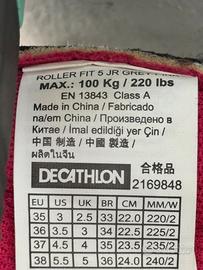 ROLLER FIT 5 JR GREY PINK
MAX.: 100 Kg / 220 lbs
EN 13843 Class A
Made in China / Fabricado
na/em China / Произведено в
Китае / İmal edildiği yer Çin /
中国 制造 / 中國 製造 /
ผลิตในจีน
合格品
DECATHLON
2169848
EU US UK BR CM MM/W
35 3 2.5 33 22.0 220/2
36 3.5 3 34 22.5 225/2
37 4.5 4 35 23.5 235/2
38 5.5 5 36 24.0 240/2